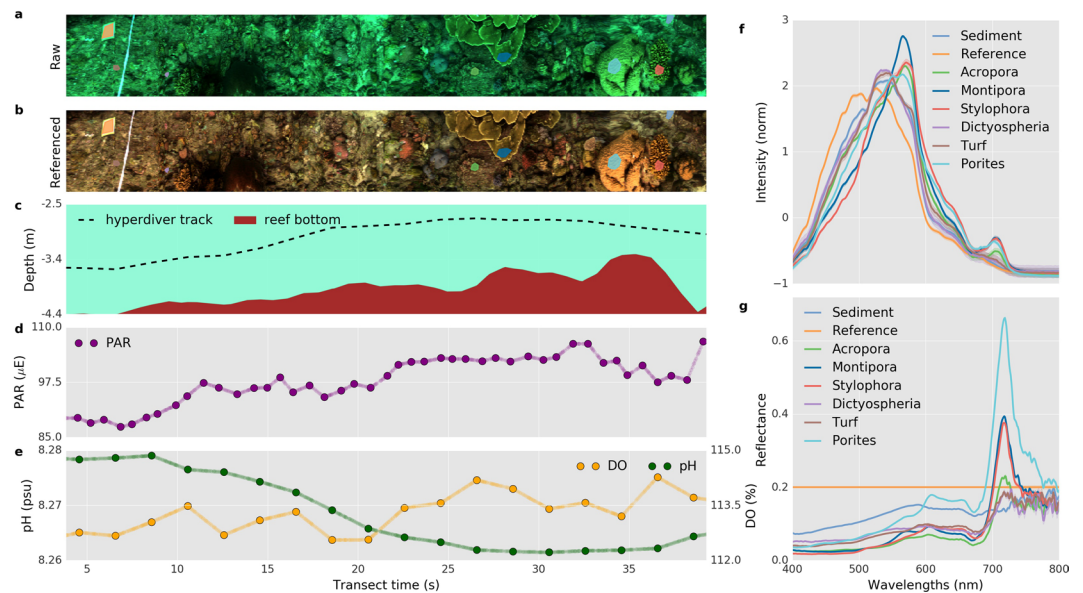 a
Raw
b
Referenced
c
-2.5
-3.4
-4.4
Depth (m)
hyperdiver track
reef bottom
d
110.0
97.5
85.0
PAR (µE)
PAR
e
8.28
8.27
8.26
pH (psu)
DO
pH
115.0
113.5
112.0
DO (%)
5
10
15
20
25
30
35
Transect time (s)
f
3
2
1
0
−1
Intensity (norm)
Sediment
Reference
Acropora
Montipora
Stylophora
Dictyospheria
Turf
Porites
g
0.6
0.4
0.2
0.0
Reflectance
Sediment
Reference
Acropora
Montipora
Stylophora
Dictyospheria
Turf
Porites
400
500
600
700
800
Wavelengths (nm)